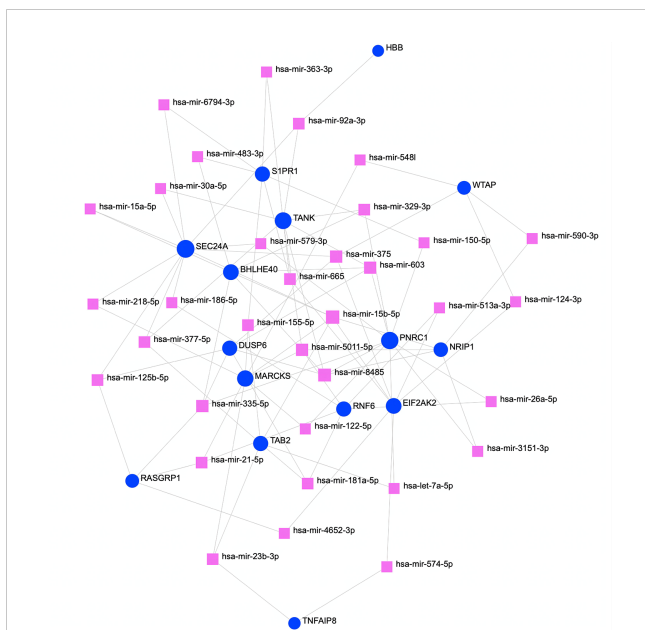 HBB
hsa-mir-363-3p
hsa-mir-6794-3p
hsa-mir-92a-3p
hsa-mir-483-3p
hsa-mir-548l
S1PR1
hsa-mir-30a-5p
WTAP
hsa-mir-15a-5p
hsa-mir-329-3p
TANK
hsa-mir-590-3p
hsa-mir-579-3p
hsa-mir-150-5p
SEC24A
hsa-mir-375
hsa-mir-603
BHLHE40
hsa-mir-665
hsa-mir-218-5p
hsa-mir-186-5p
hsa-mir-124-3p
hsa-mir-513a-3p
hsa-mir-15b-5p
hsa-mir-155-5p
hsa-mir-377-5p
PNRC1
DUSP6
hsa-mir-5011-5p
NRIP1
hsa-mir-8485
MARCKS
hsa-mir-125b-5p
hsa-mir-26a-5p
hsa-mir-335-5p
RNF6
EIF2AK2
hsa-mir-122-5p
TAB2
hsa-mir-3151-3p
hsa-mir-21-5p
RASGRP1
hsa-mir-181a-5p
hsa-let-7a-5p
hsa-mir-4652-3p
hsa-mir-23b-3p
hsa-mir-574-5p
TNFAIP8